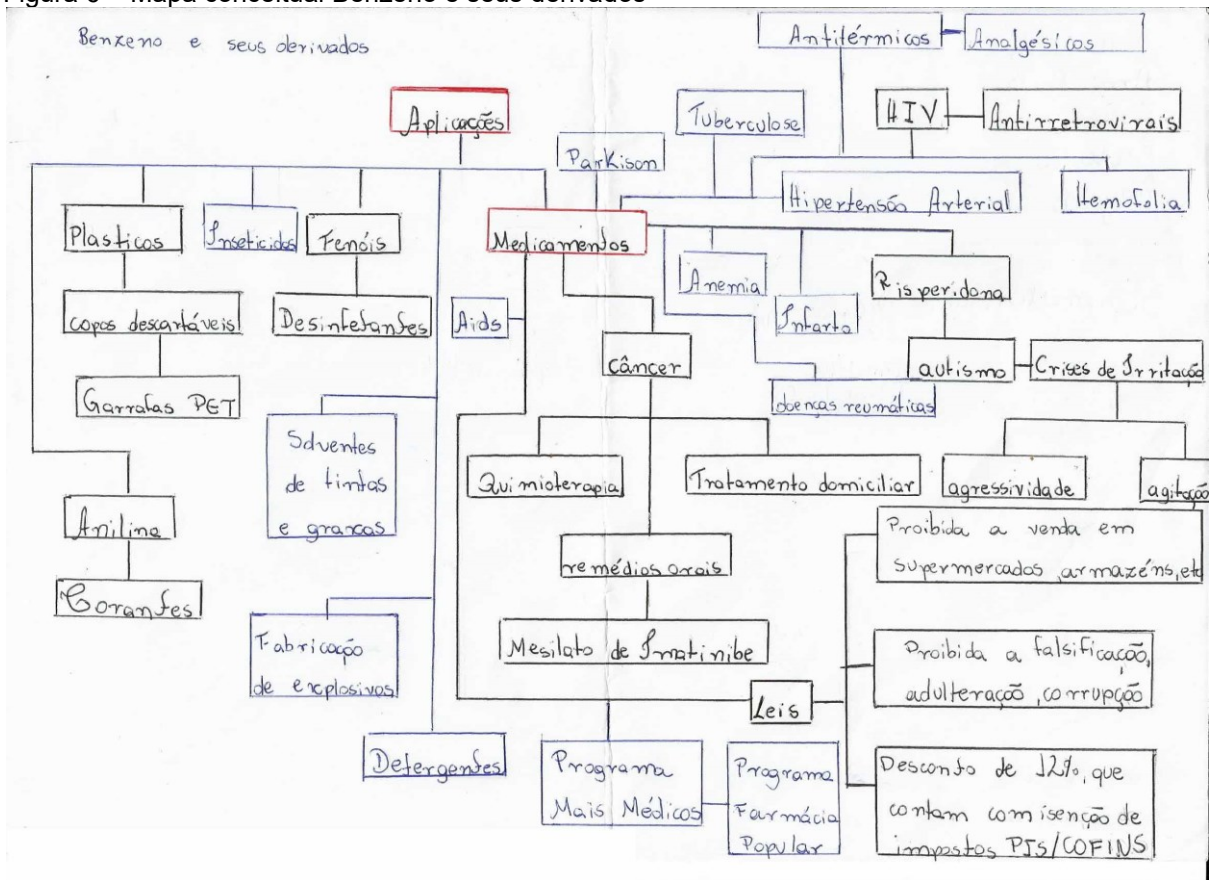 Figura 6 – Mapa conceitual Benzeno e seus derivados
Benzeno e seus derivados
Antitérmicos
Analgésicos
Aplicações
Tuberculose
HIV
Antirretrovirais
Parkison
Hipertensão Arterial
Hemofolia
Plasticos
Inseticidas
Fenóis
Medicamentos
Anemia
Risperidona
copos descartáveis
Desinfetantes
Aids
Infarto
câncer
autismo
Crises de Irritação
Garrafas PET
doenças reumáticas
Solventes
de tintas
e graxas
Quimioterapia
Tratamento domiciliar
agressividade
agitação
Anilina
Proibida a venda em
supermercados, armazéns, etc
remédios orais
Corantes
Fabricação
de explosivos
Mesilato de Imatinibe
Proibida a falsificação,
adulteração, corrupção
Leis
Detergentes
Programa
Mais Médicos
Programa
Farmácia
Popular
Desconto de 12%, que
contam com isenção de
impostos PIS/COFINS